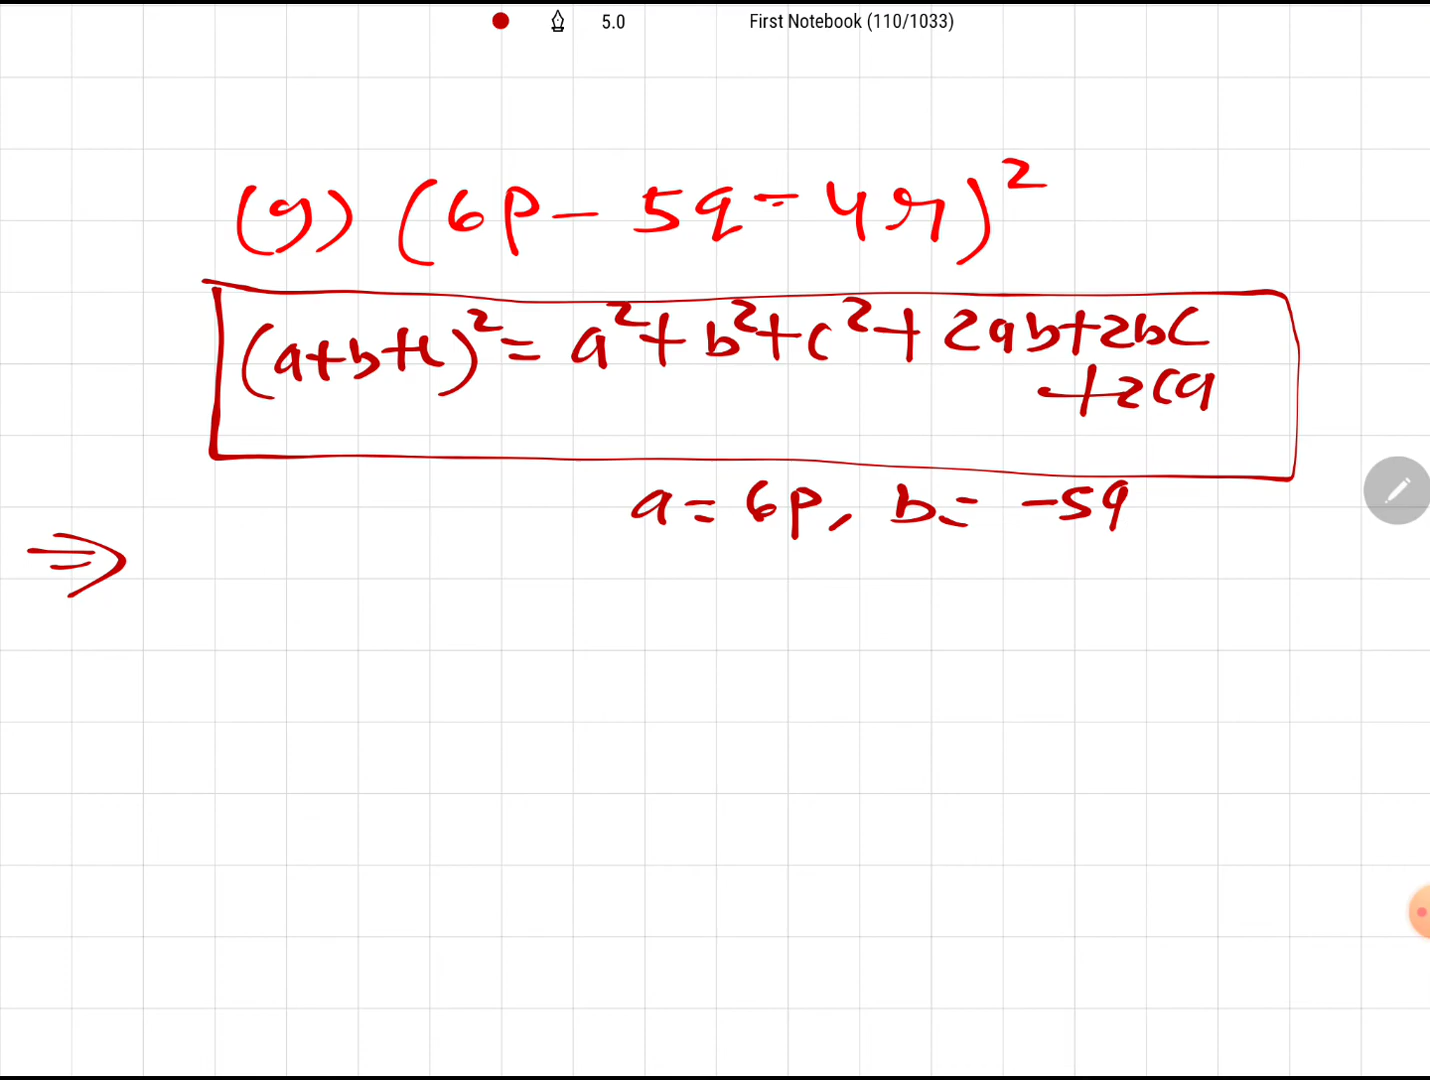 5.0 First Notebook (110/1033)
(g) (6p - 5q - 4r)²
(a+b+c)² = a² + b² + c² + 2ab + 2bc
+ 2ca
a = 6p, b = -5q
⇒